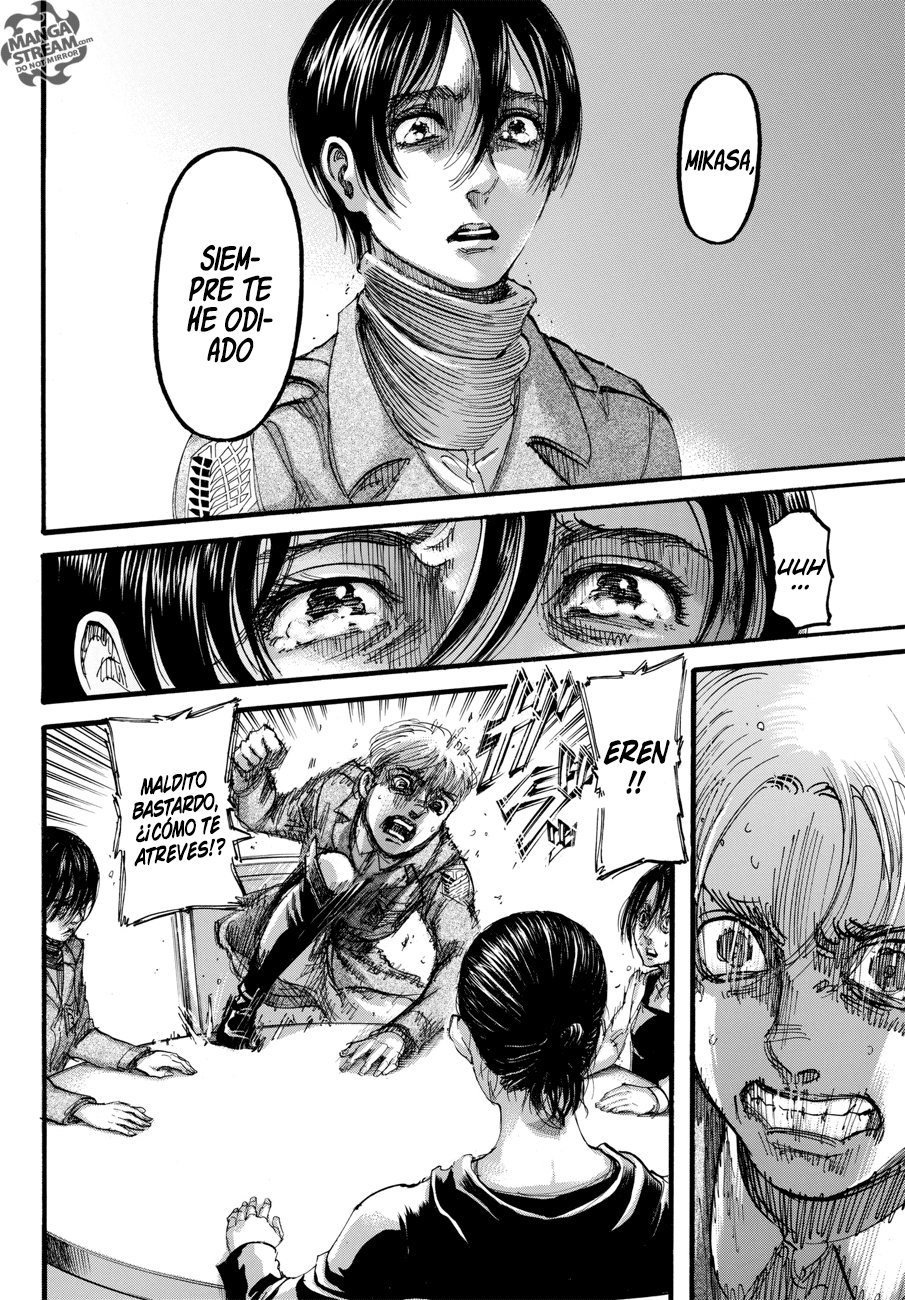 MANGA
STREAM.com
DO NOT MIRROR
MIKASA,
SIEM-
PRE TE
HE ODI-
ADO
UUH
...
EREN
!!
MALDITO
BASTARDO,
¿¡CÓMO TE
ATREVES!?